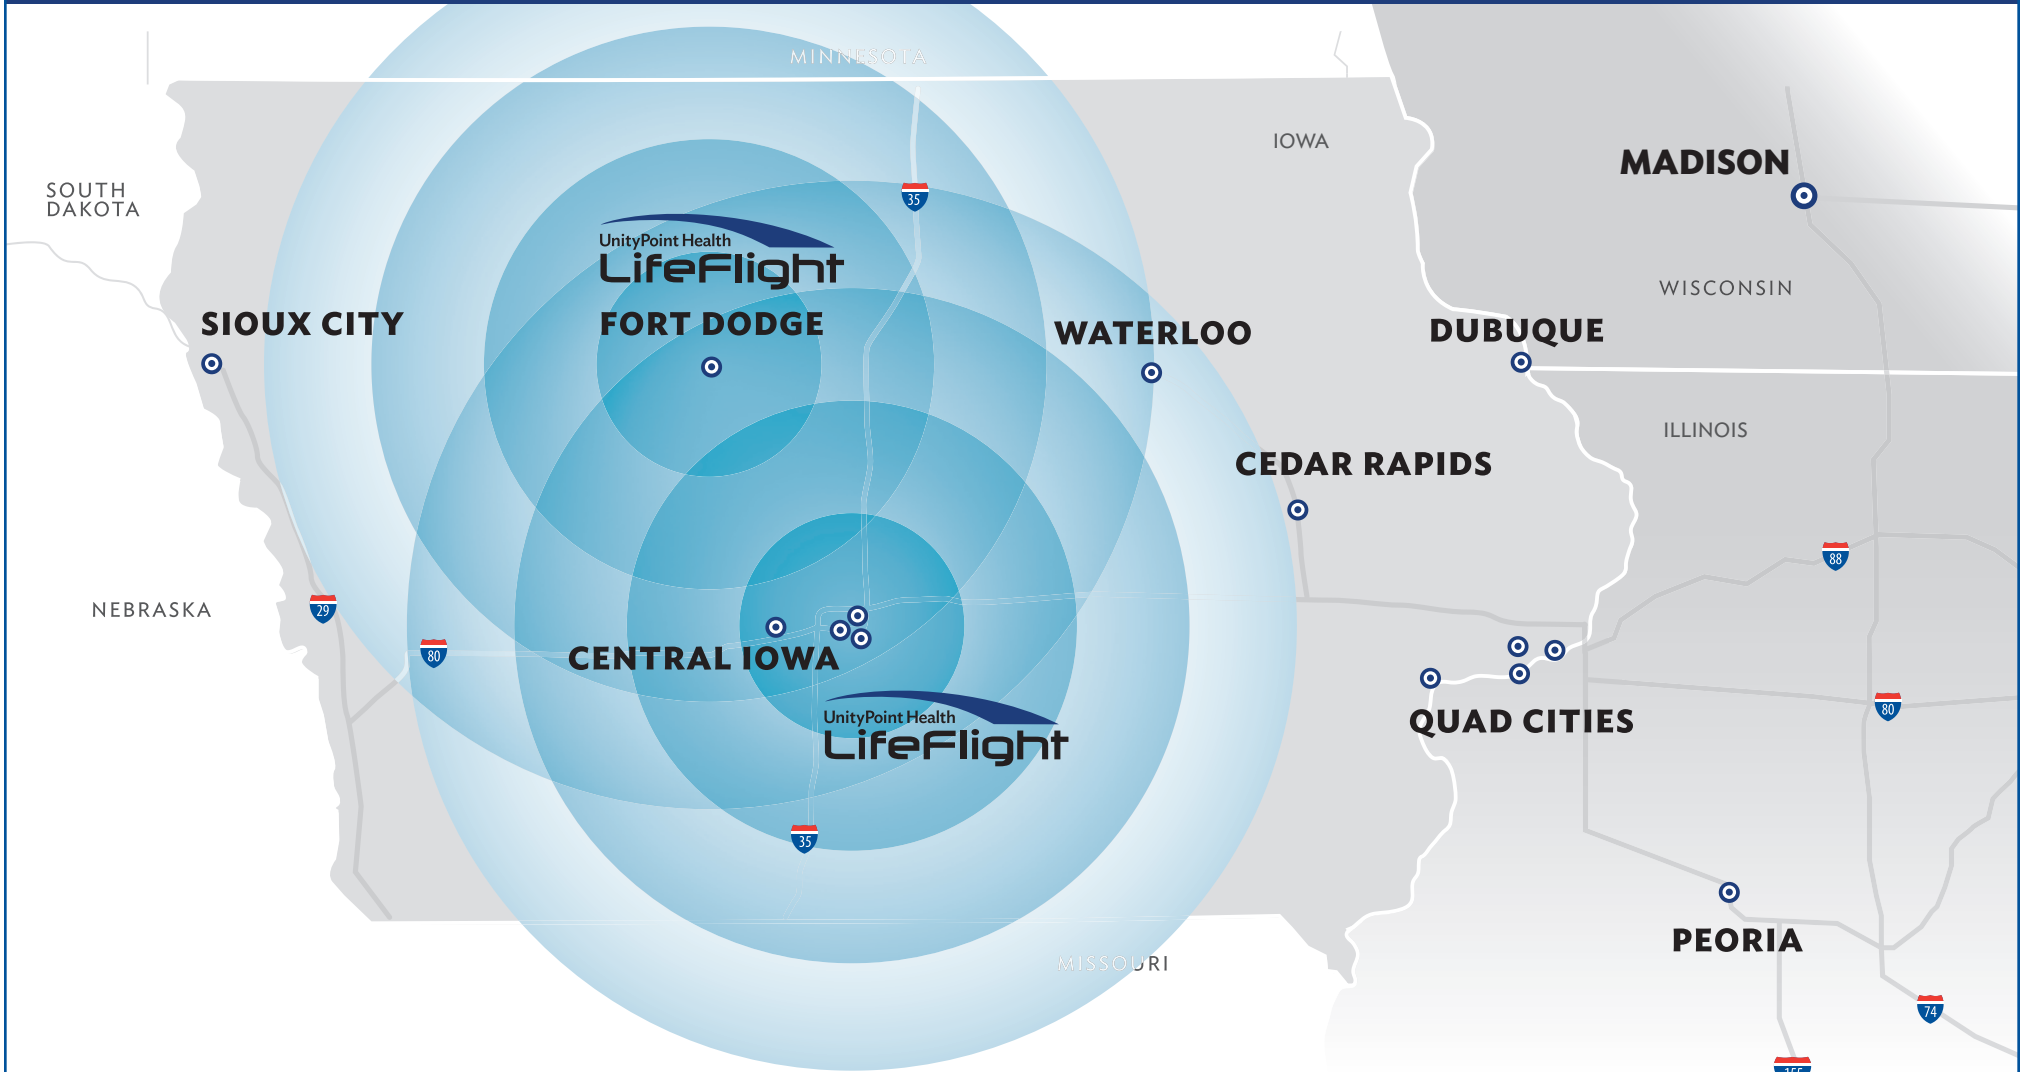 MINNESOTA
IOWA
MADISON
SOUTH
DAKOTA
35
UnityPoint Health
LifeFlight
WISCONSIN
SIOUX CITY
FORT DODGE
WATERLOO
DUBUQUE
ILLINOIS
CEDAR RAPIDS
88
NEBRASKA
29
80
CENTRAL IOWA
UnityPoint Health
LifeFlight
80
QUAD CITIES
35
PEORIA
MISSOURI
74
155